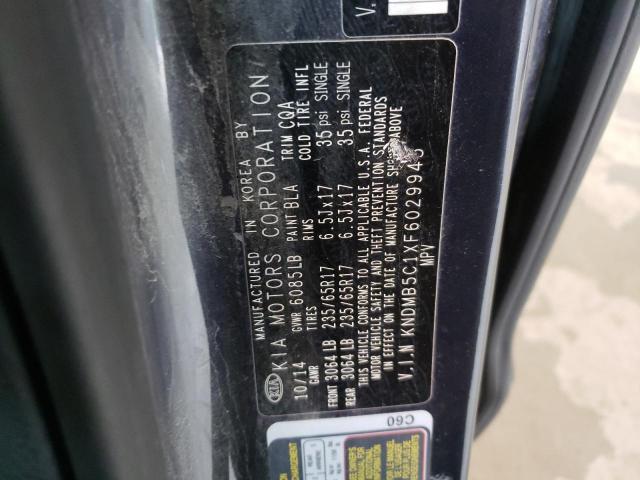 MANUFACTURED IN KOREA BY
KIA KIA MOTORS CORPORATION
10/14 GVWR 6085LB PAINT BLA TRIM CQA
GAWR TIRES RIMS COLD TIRE INFL
FRONT 3064 LB 235/65R17 6.5Jx17 35 psi SINGLE
REAR 3064 LB 235/65R17 6.5Jx17 35 psi SINGLE
THIS VEHICLE CONFORMS TO ALL APPLICABLE U.S.A. FEDERAL
MOTOR VEHICLE SAFETY AND THEFT PREVENTION STANDARDS
IN EFFECT ON THE DATE OF MANUFACTURE ABOVE
V.I.N KNDMB5C1XF602994
MPV
C60
V.